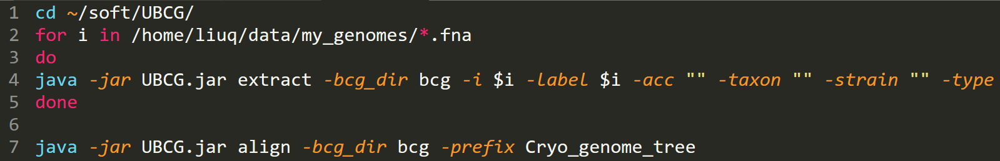 1 cd ~/soft/UBCG/
2 for i in /home/liuq/data/my_genomes/*.fna
3 do
4 java -jar UBCG.jar extract -bcg_dir bcg -i $i -label $i -acc "" -taxon "" -strain "" -type
5 done
6
7 java -jar UBCG.jar align -bcg_dir bcg -prefix Cryo_genome_tree